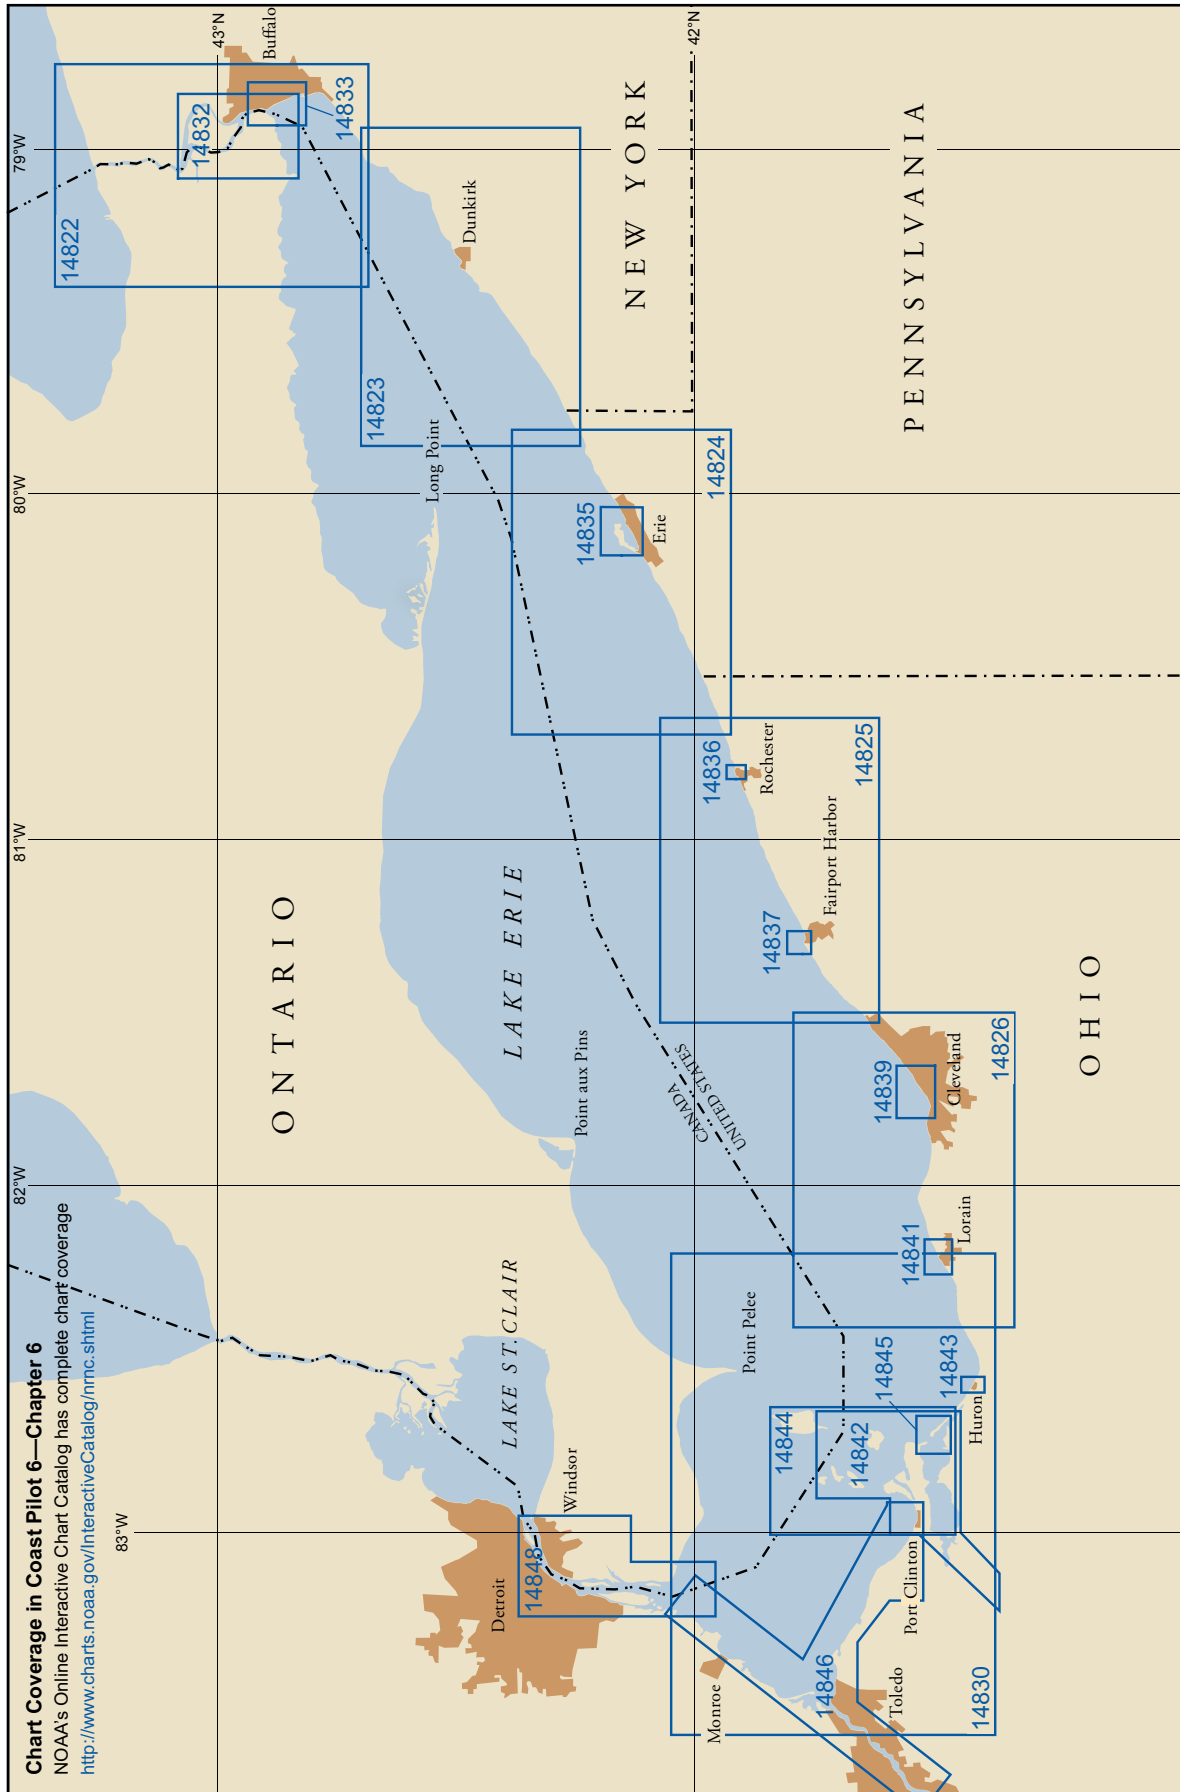 Chart Coverage in Coast Pilot 6—Chapter 6
NOAA's Online Interactive Chart Catalog has complete chart coverage
http://www.charts.noaa.gov/InteractiveCatalog/nrnc.shtml
83°W
82°W
81°W
80°W
79°W
43°N
42°N
ONTARIO
LAKE ST. CLAIR
LAKE ERIE
CANADA
UNITED STATES
NEW YORK
PENNSYLVANIA
OHIO
Detroit
Windsor
Monroe
Toledo
Port Clinton
Huron
Point Pelee
Point aux Pins
Long Point
Lorain
Cleveland
Fairport Harbor
Rochester
Erie
Dunkirk
Buffalo
14822
14832
14833
14823
14824
14835
14825
14836
14837
14826
14839
14841
14843
14845
14844
14842
14848
14846
14830